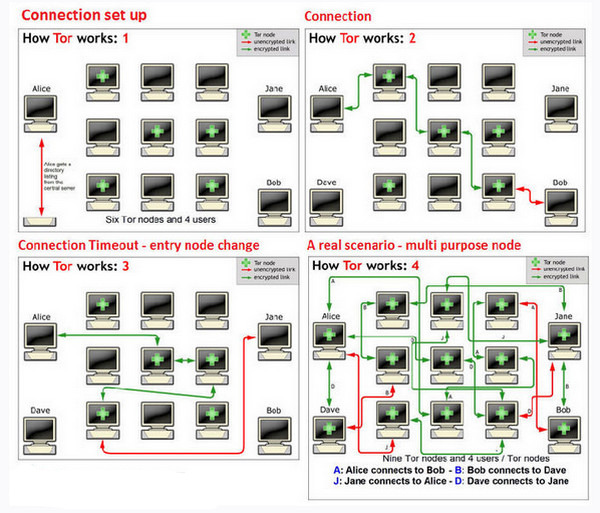 Connection set up
How Tor works: 1
Tor node
unencrypted link
encrypted link
Alice
Jane
Alice gets a
directory
listing
from the
central server
Bob
Six Tor nodes and 4 users
Connection
How Tor works: 2
Tor node
unencrypted link
encrypted link
Alice
Jane
Dave
Bob
Connection Timeout - entry node change
How Tor works: 3
Tor node
unencrypted link
encrypted link
Alice
Jane
Dave
Bob
A real scenario - multi purpose node
How Tor works: 4
Tor node
unencrypted link
encrypted link
A
B
Alice
Jane
B
J
J
A
D
B
B
A
D
Dave
J
Bob
Nine Tor nodes and 4 users / Tor nodes
A: Alice connects to Bob - B: Bob connects to Dave
J: Jane connects to Alice - D: Dave connects to Jane